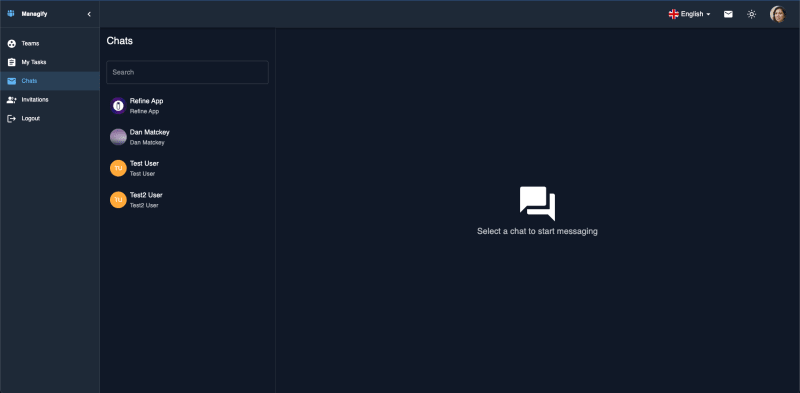 Managify
English
Teams
My Tasks
Chats
Invitations
Logout
Chats
Search
Refine App
Refine App
Dan Matckey
Dan Matckey
TU
Test User
Test User
TU
Test2 User
Test2 User
Select a chat to start messaging